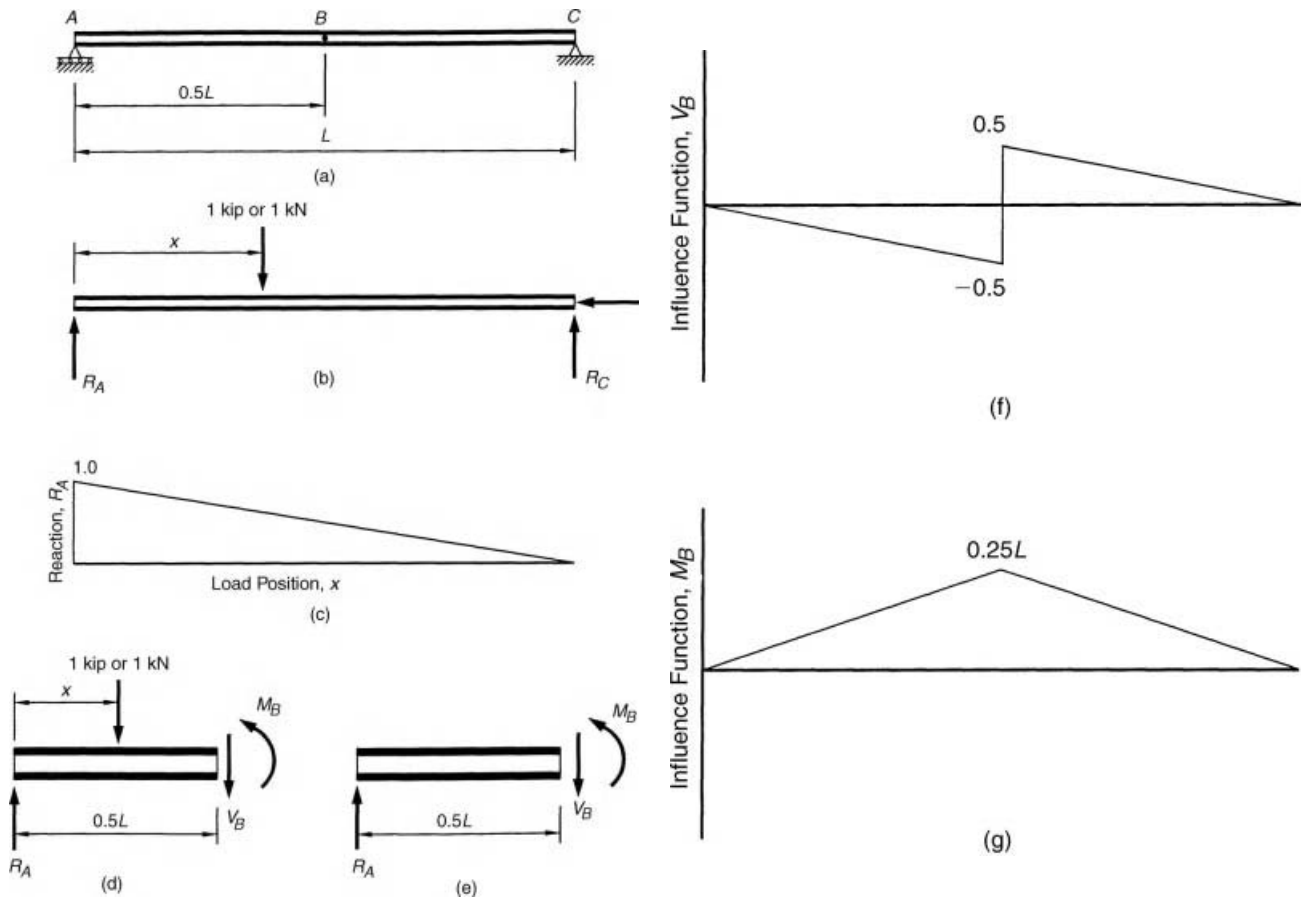 A B C
0.5L
L
(a)
1 kip or 1 kN
x
R_A
(b)
R_C
1.0
Reaction, R_A
Load Position, x
(c)
1 kip or 1 kN
x
M_B
V_B
0.5L
R_A
(d)
M_B
V_B
0.5L
R_A
(e)
Influence Function, V_B
0.5
−0.5
(f)
Influence Function, M_B
0.25L
(g)